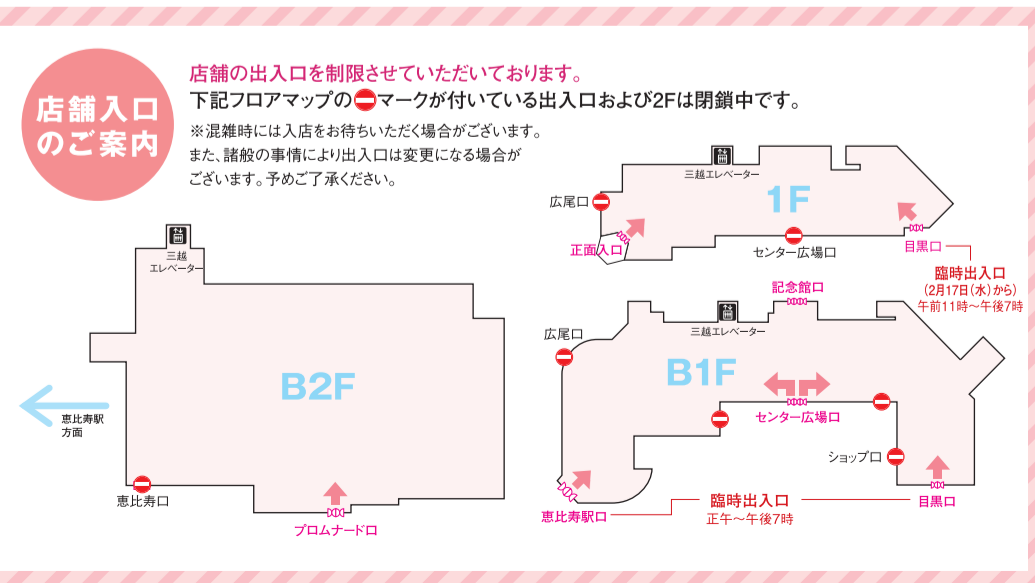 店舗入口
のご案内
店舗の出入口を制限させていただいております。
下記フロアマップのマークが付いている出入口および2Fは閉鎖中です。
※混雑時には入店をお待ちいただく場合がございます。
また、諸般の事情により出入口は変更になる場合が
ございます。予めご了承ください。
三越エレベーター
1F
広尾口
正面入口
センター広場口
目黒口
臨時出入口
(2月17日(水)から)
午前11時〜午後7時
三越
エレベーター
B2F
恵比寿駅
方面
恵比寿口
プロムナード口
記念館口
三越エレベーター
広尾口
B1F
センター広場口
ショップ口
恵比寿駅口
臨時出入口
正午〜午後7時
目黒口